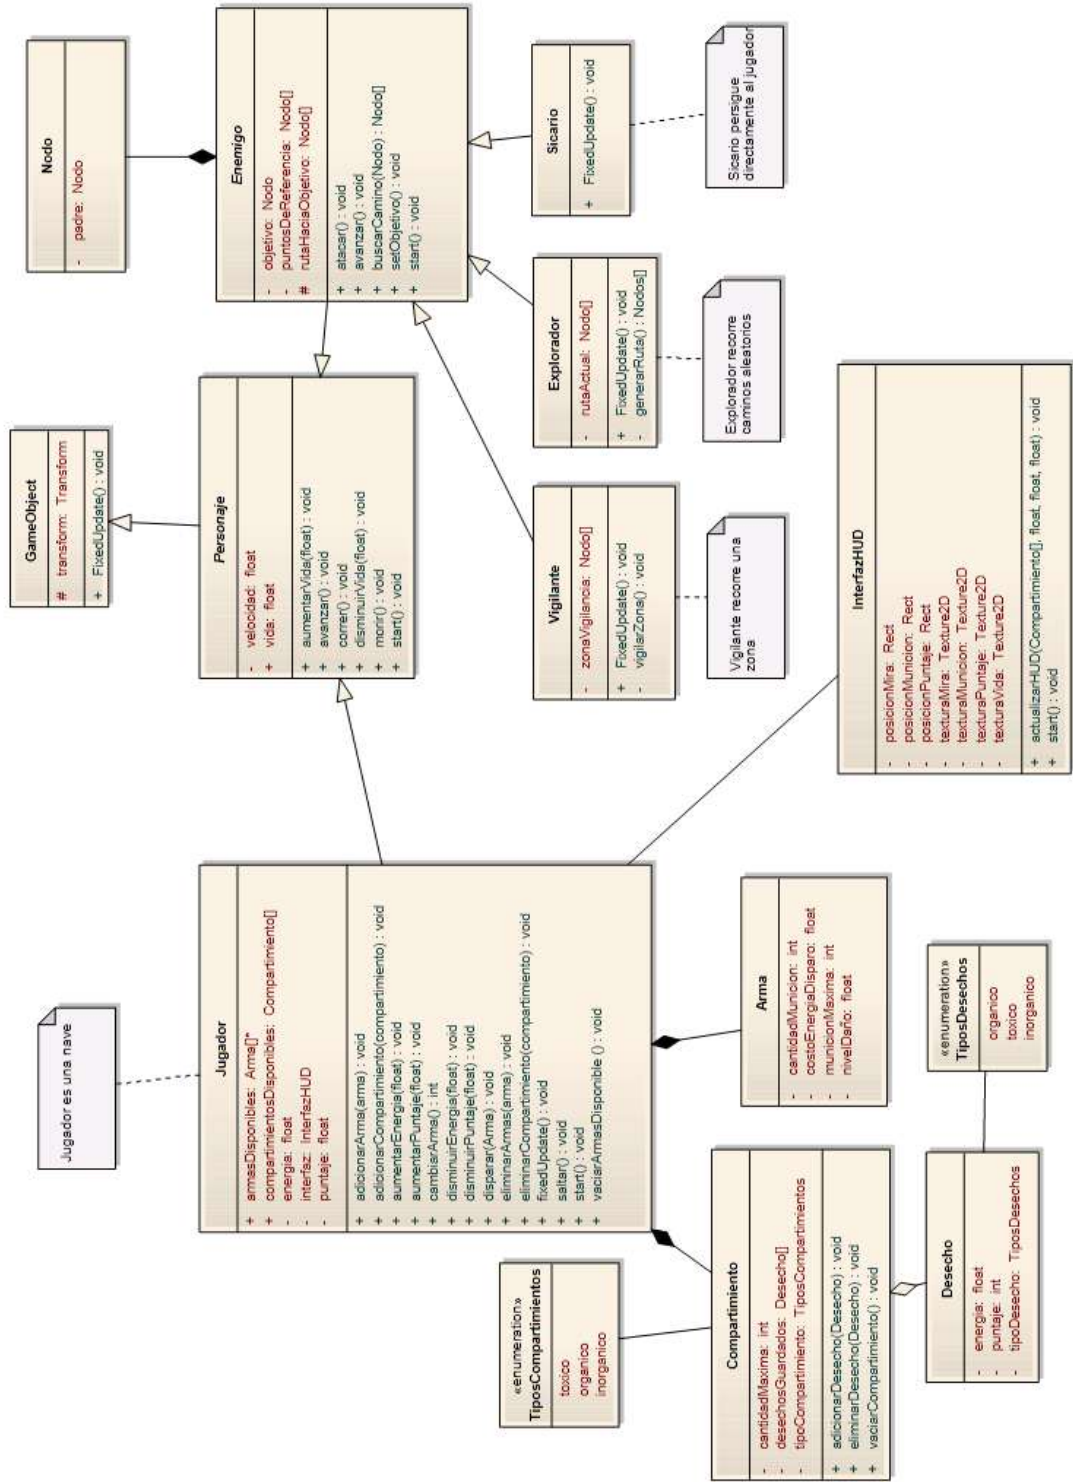 Jugador es una nave
Jugador
+ armasDisponibles: Arma[]"
+ compartimientosDisponibles: Compartimiento[]
- energia: float
- interfaz: InterfazHUD
- puntaje: float
+ adicionarArma(arma) : void
+ adicionarCompartimiento(compartimiento) : void
+ aumentarEnergia(float) : void
+ aumentarPuntaje(float) : void
+ cambiarArma() : int
+ disminuirEnergia(float) : void
+ disminuirPuntaje(float) : void
+ disparar(Arma) : void
+ eliminarArmas(arma) : void
+ eliminarCompartimiento(compartimiento) : void
+ fixedUpdate() : void
+ saltar() : void
+ start() : void
+ vaciarArmasDisponible () : void
GameObject
# transform: Transform
+ FixedUpdate() : void
Personaje
- velocidad: float
+ vida: float
+ aumentarVida(float) : void
+ avanzar() : void
+ correr() : void
+ disminuirVida(float) : void
+ morir() : void
+ start() : void
Nodo
- padre: Nodo
Enemigo
- objetivo: Nodo
- puntosDeReferencia: Nodo[]
# rutaHaciaObjetivo: Nodo[]
+ atacar() : void
+ avanzar() : void
+ buscarCamino(Nodo) : Nodo[]
+ setObjetivo() : void
+ start() : void
«enumeration»
TiposCompartimientos
toxico
organico
inorganico
Vigilante
- zonaVigilancia: Nodo[]
+ FixedUpdate() : void
- vigilarZona() : void
Explorador
- rutaActual: Nodo[]
+ FixedUpdate() : void
- generarRuta() : Nodos[]
Sicario
+ FixedUpdate() : void
Vigilante recorre una
zona
Explorador recorre
caminos aleatorios
Sicario persigue
directamente al jugador
Compartimiento
- cantidadMaxima: int
- desechosGuardados: Desecho[]
- tipoCompartimiento: TiposCompartimientos
+ adicionarDesecho(Desecho) : void
+ eliminarDesecho(Desecho) : void
+ vaciarCompartimiento() : void
Arma
- cantidadMunicion: int
- costoEnergiaDisparo: float
- municionMaxima: int
- nivelDaño: float
InterfazHUD
- posicionMira: Rect
- posicionMunicion: Rect
- posicionPuntaje: Rect
- texturaMira: Texture2D
- texturaMunicion: Texture2D
- texturaPuntaje: Texture2D
- texturaVida: Texture2D
+ actualizarHUD(Compartimiento[], float, float, float) : void
+ start() : void
Desecho
- energia: float
- puntaje: int
- tipoDesecho: TiposDesechos
«enumeration»
TiposDesechos
organico
toxico
inorganico